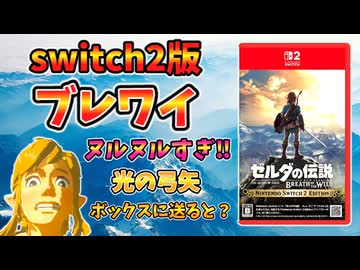 switch2版
ブレワイ
ヌルヌルすぎ!!
光の弓矢
ボックスに送ると?
2
ゼルダの伝説
BREATH OF THE WILD
NINTENDO SWITCH 2 EDITION